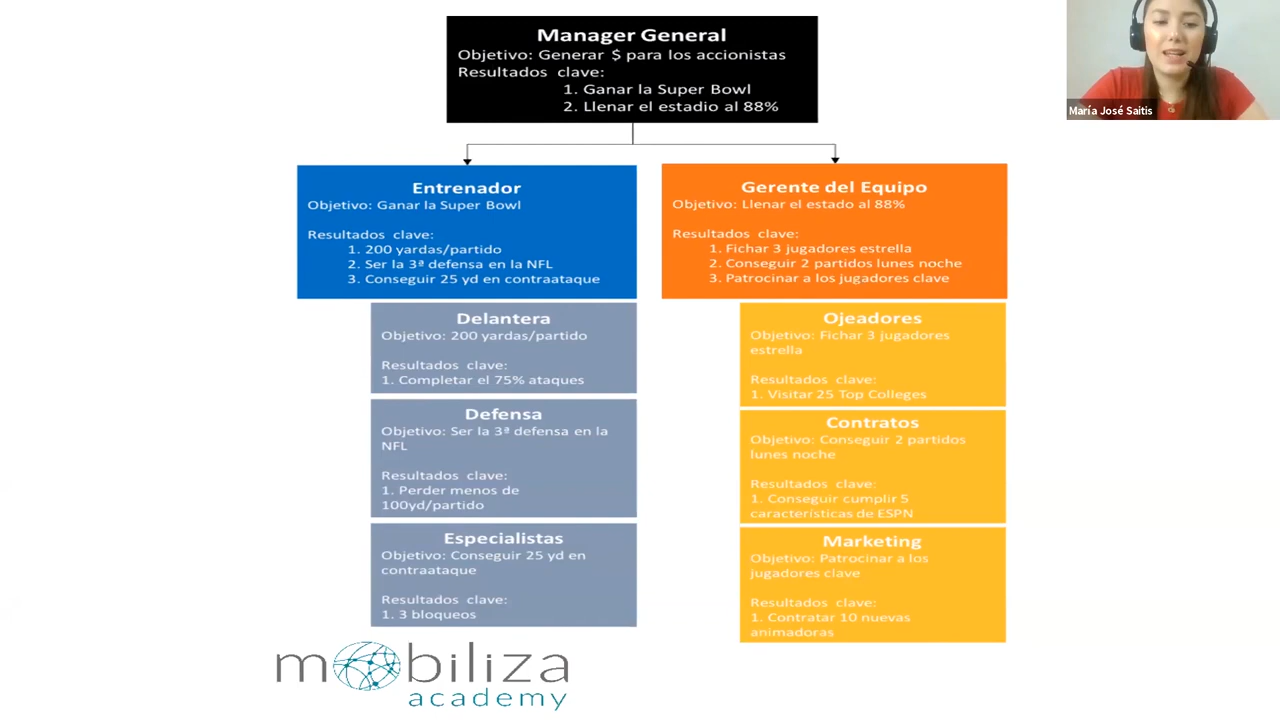 Manager General
Objetivo: Generar $ para los accionistas
Resultados clave:
1. Ganar la Super Bowl
2. Llenar el estadio al 88%
María José Saitis
Entrenador
Objetivo: Ganar la Super Bowl
Resultados clave:
1. 200 yardas/partido
2. Ser la 3ª defensa en la NFL
3. Conseguir 25 yd en contraataque
Gerente del Equipo
Objetivo: Llenar el estado al 88%
Resultados clave:
1. Fichar 3 jugadores estrella
2. Conseguir 2 partidos lunes noche
3. Patrocinar a los jugadores clave
Delantera
Objetivo: 200 yardas/partido
Resultados clave:
1. Completar el 75% ataques
Defensa
Objetivo: Ser la 3ª defensa en la
NFL
Resultados clave:
1. Perder menos de
100yd/partido
Especialistas
Objetivo: Conseguir 25 yd en
contraataque
Resultados clave:
1. 3 bloqueos
Ojeadores
Objetivo: Fichar 3 jugadores
estrella
Resultados clave:
1. Visitar 25 Top Colleges
Contratos
Objetivo: Conseguir 2 partidos
lunes noche
Resultados clave:
1. Conseguir cumplir 5
características de ESPN
Marketing
Objetivo: Patrocinar a los
jugadores clave
Resultados clave:
1. Contratar 10 nuevas
animadoras
mobiliza
academy